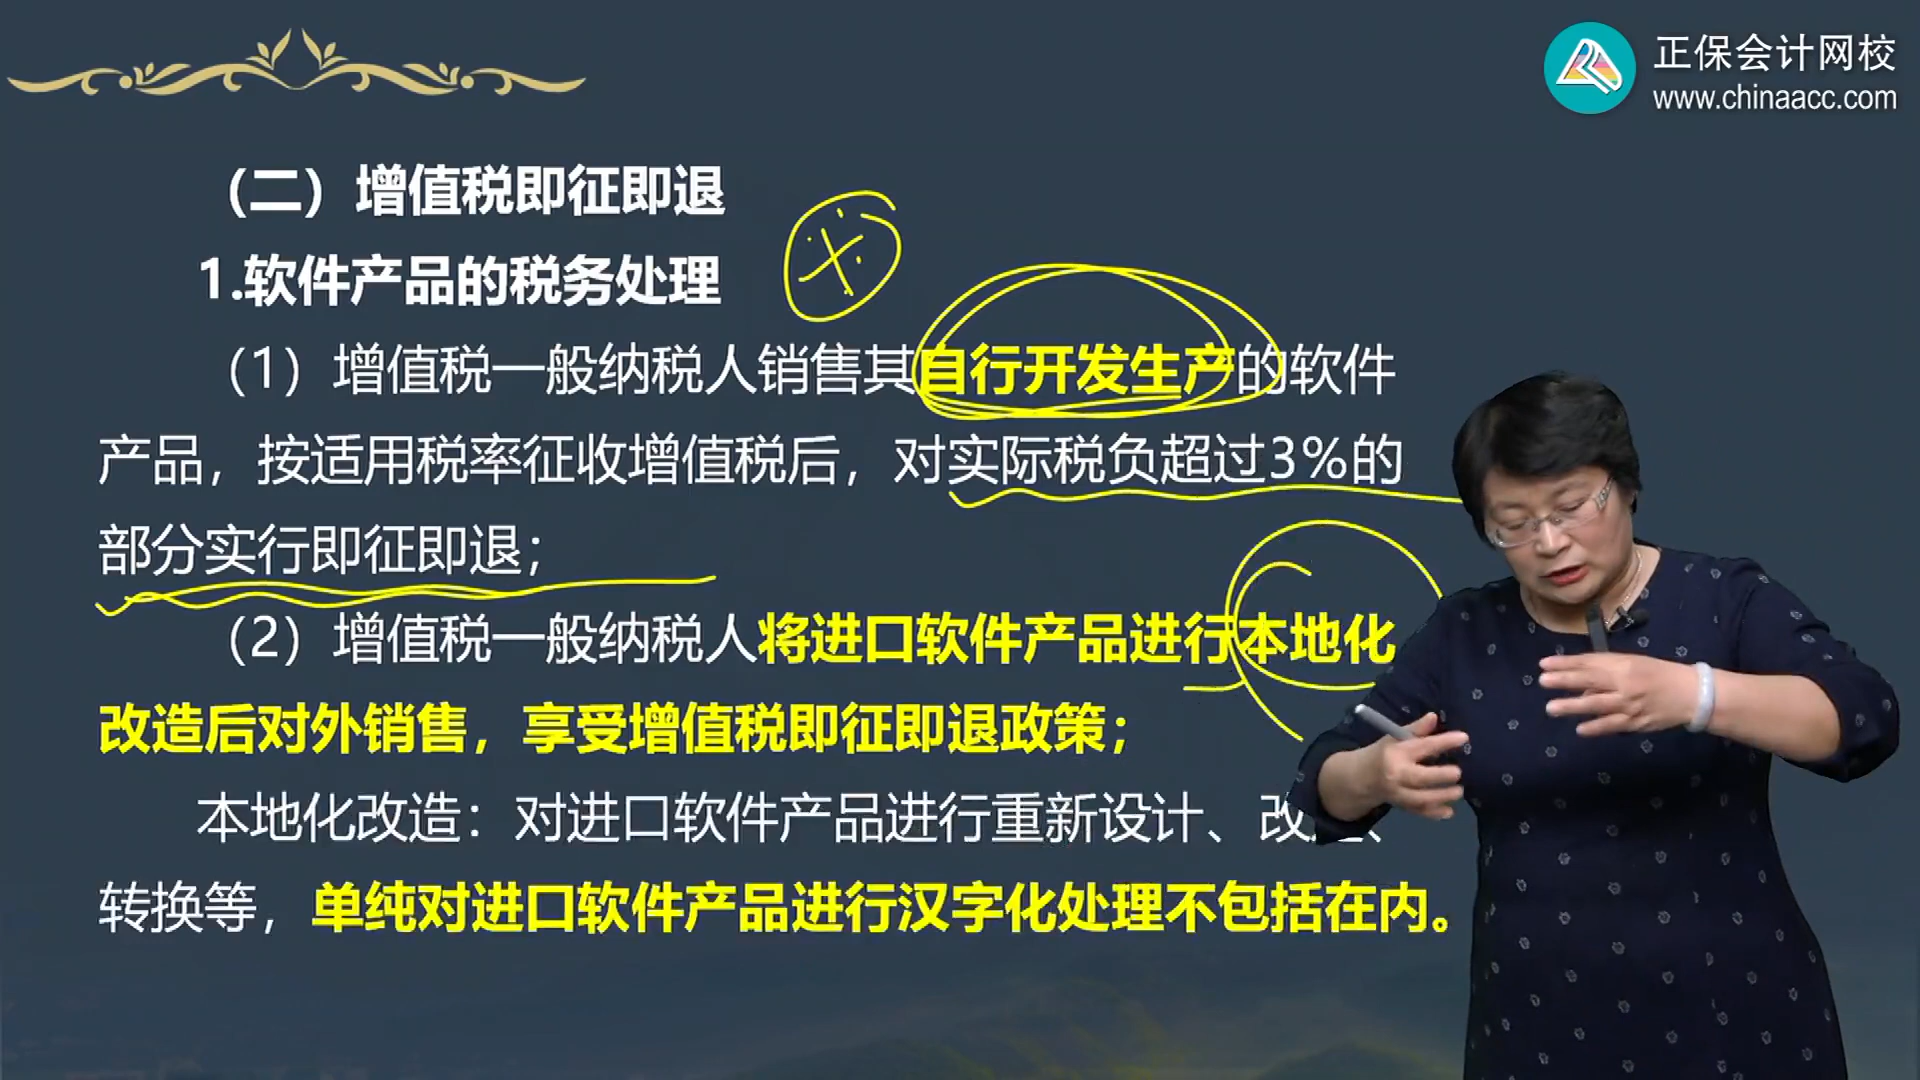 正保会计网校
www.chinaacc.com
（二）增值税即征即退
1.软件产品的税务处理
（1）增值税一般纳税人销售其自行开发生产的软件
产品，按适用税率征收增值税后，对实际税负超过3%的
部分实行即征即退；
（2）增值税一般纳税人将进口软件产品进行本地化
改造后对外销售，享受增值税即征即退政策；
本地化改造：对进口软件产品进行重新设计、改
转换等，单纯对进口软件产品进行汉字化处理不包括在内。